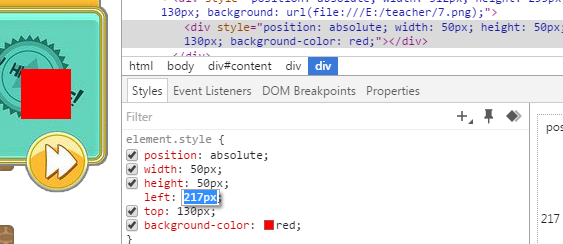 130px; background: url(file:///E:/teacher/7.png);">
<div style="position: absolute; width: 50px; height: 50px;
130px; background-color: red;"></div>
html body div#content div
Styles Event Listeners DOM Breakpoints Properties
Filter
element.style {
position: absolute;
width: 50px;
height: 50px;
left: 217px;
top: 130px;
background-color: red;
}
pos
217